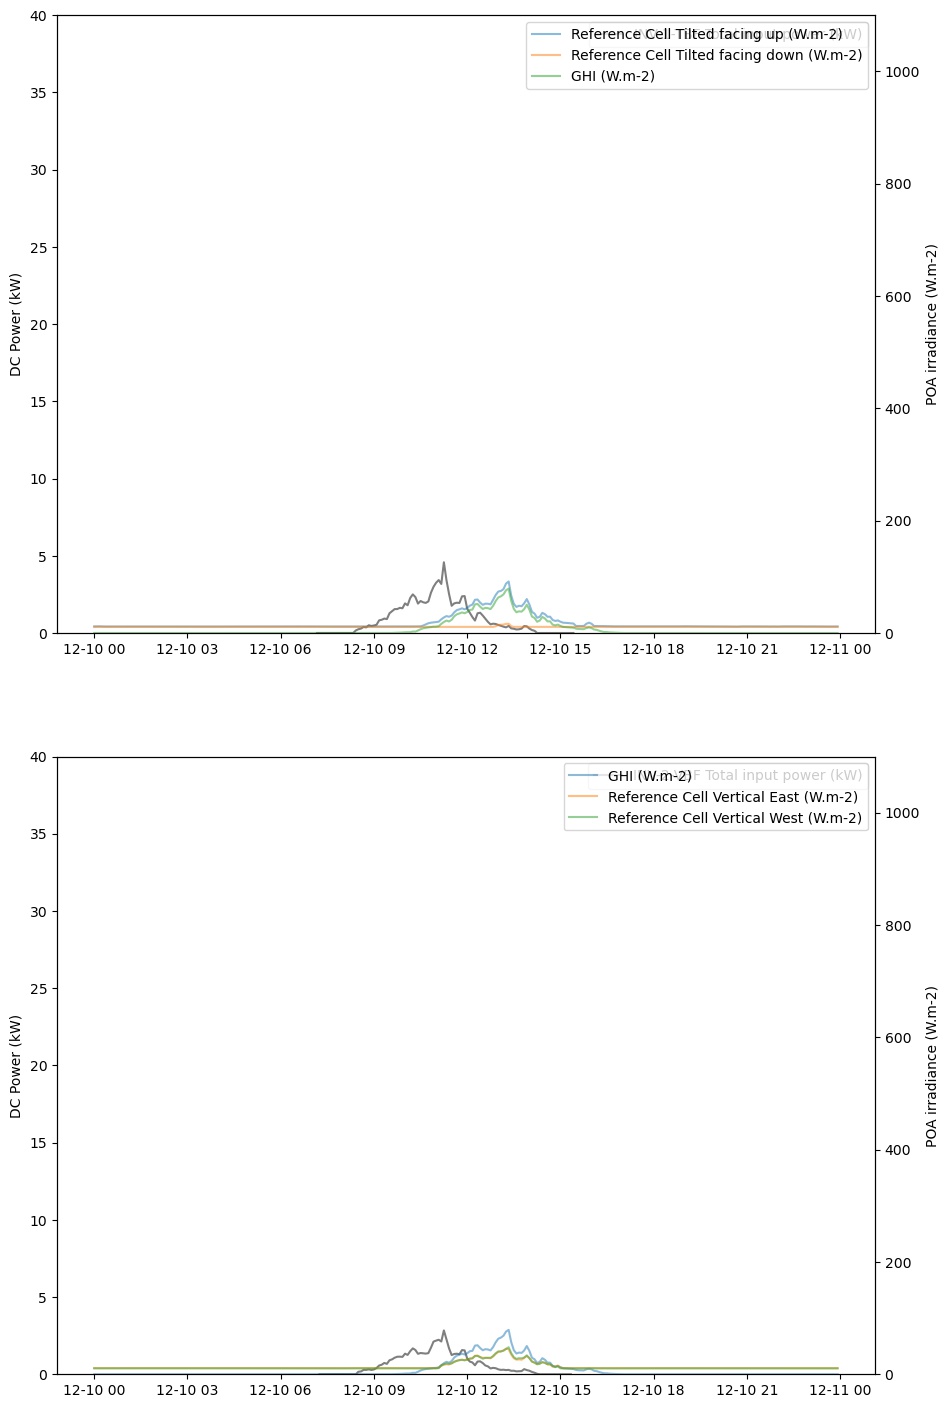 40
35
30
25
20
15
10
5
0
DC Power (kW)
Reference Cell Tilted facing up (W.m-2)
Reference Cell Tilted facing down (W.m-2)
GHI (W.m-2)
1000
800
600
400
200
0
POA irradiance (W.m-2)
12-10 00 12-10 03 12-10 06 12-10 09 12-10 12 12-10 15 12-10 18 12-10 21 12-11 00
40
35
30
25
20
15
10
5
0
DC Power (kW)
GHI (W.m-2) Total input power (kW)
Reference Cell Vertical East (W.m-2)
Reference Cell Vertical West (W.m-2)
1000
800
600
400
200
0
POA irradiance (W.m-2)
12-10 00 12-10 03 12-10 06 12-10 09 12-10 12 12-10 15 12-10 18 12-10 21 12-11 00